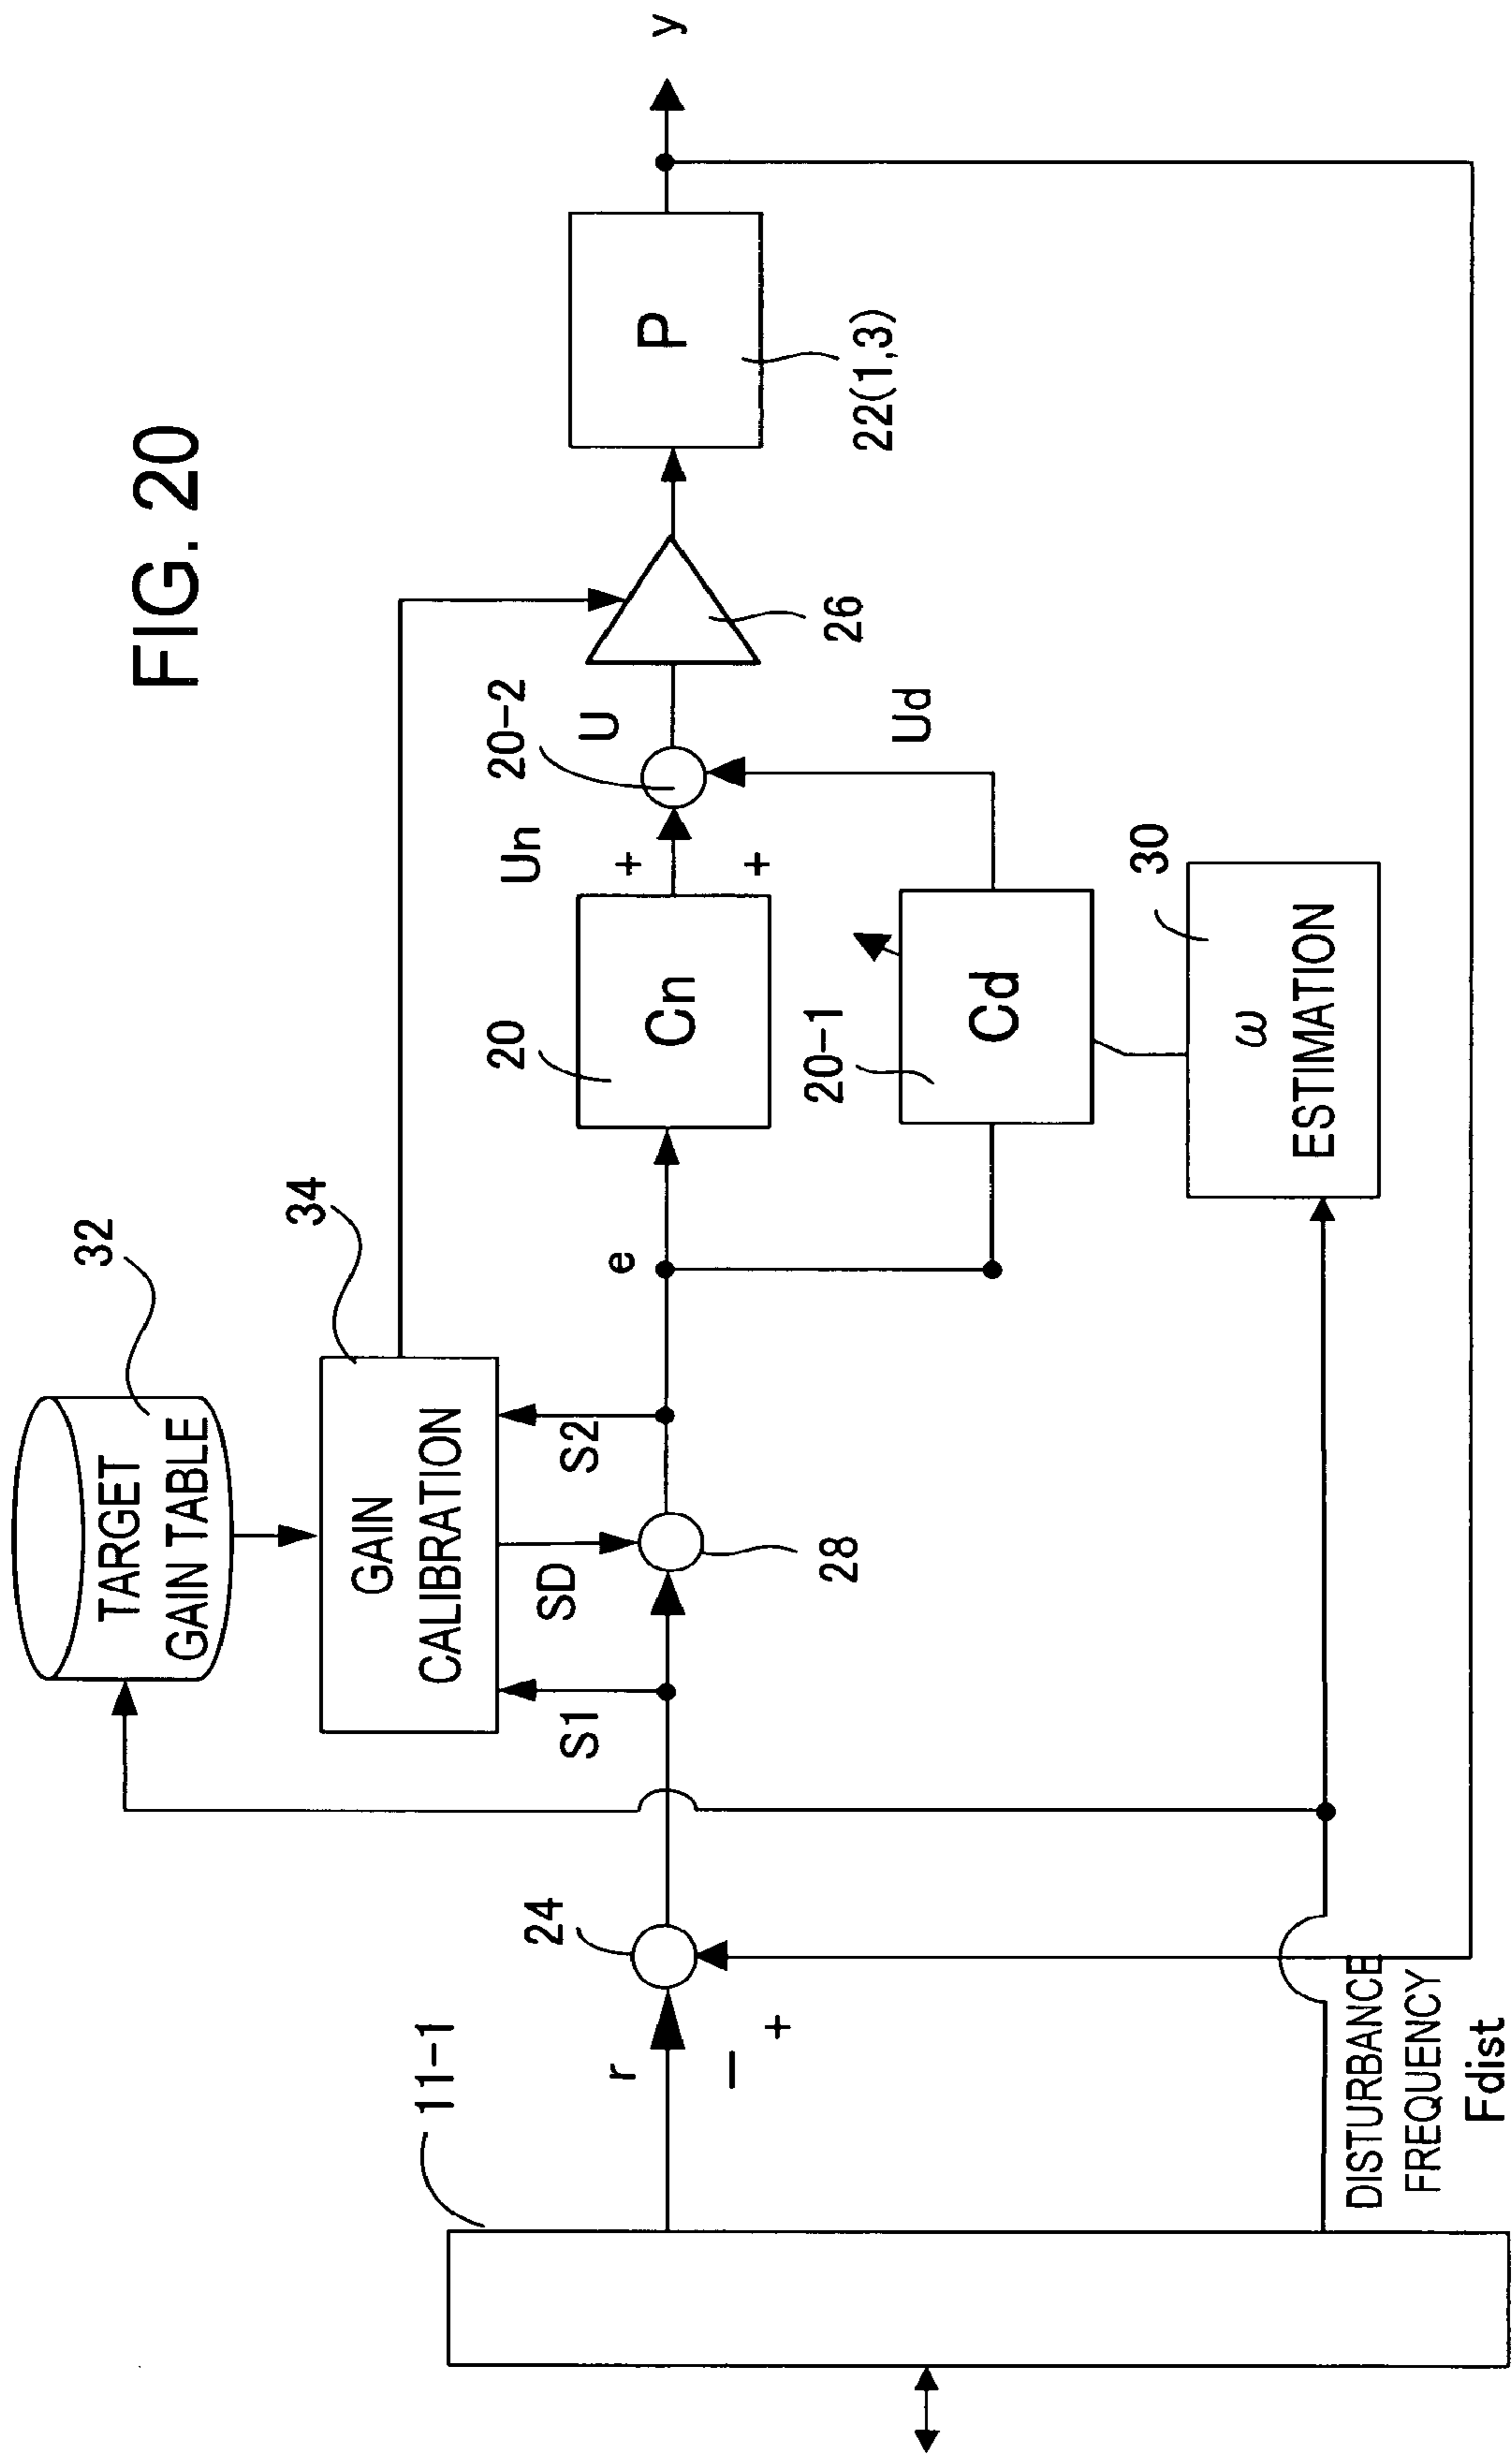 FIG. 20
32
TARGET
GAIN TABLE
34
GAIN
CALIBRATION
S1
SD
S2
11-1
r
−
+
24
28
e
20
Cn
Un
+
+
20-2
U
26
P
22(1,3)
y
20-1
Cd
Ud
30
ω
ESTIMATION
DISTURBANCE
FREQUENCY
Fdist